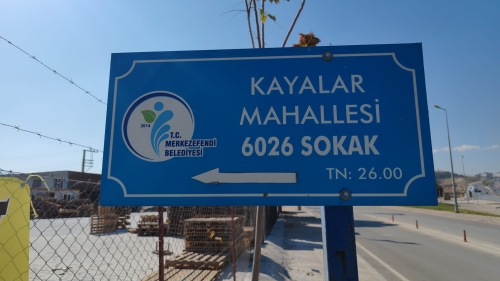 KAYALAR
MAHALLESİ
6026 SOKAK
TN: 26.00
2014
T.C.
MERKEZEFENDİ
BELEDİYESİ